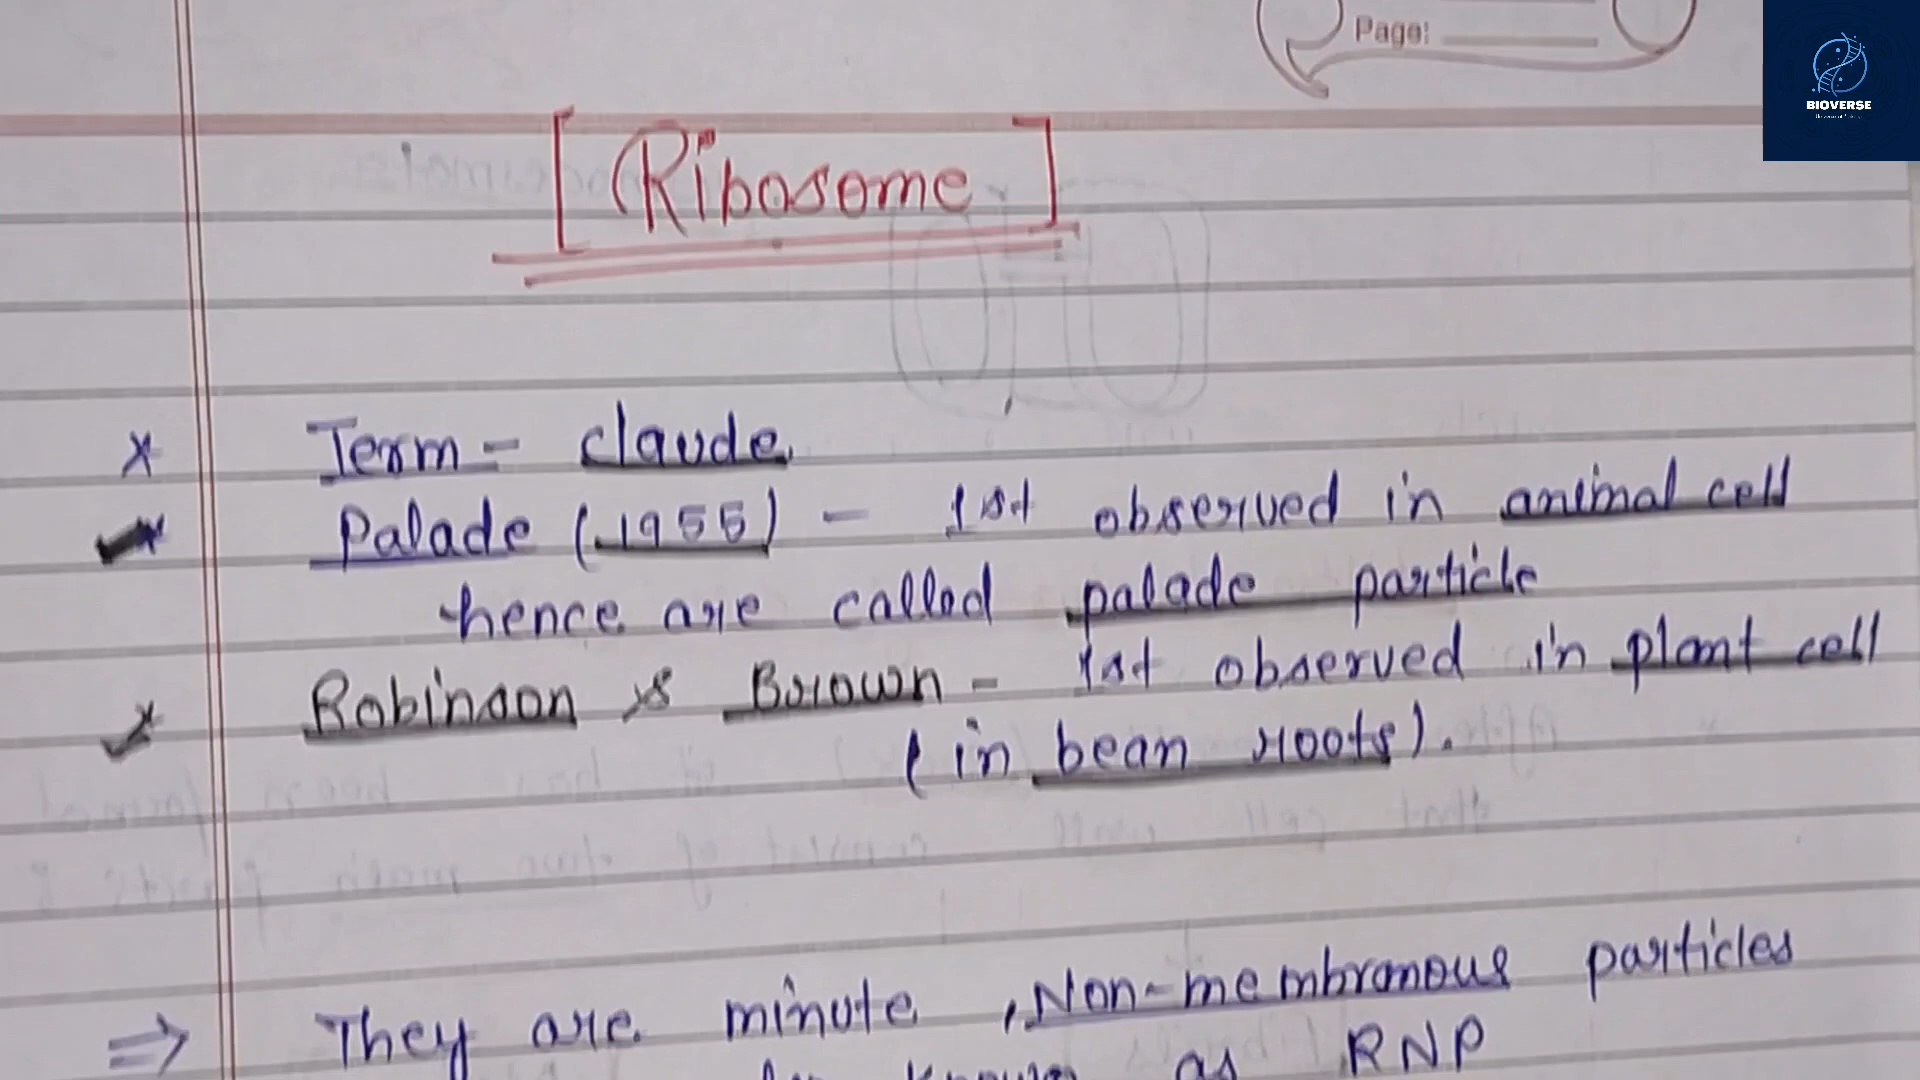 Page:
BIOVERSE
[ Ribosome ]
Term - claude
Palade (1955) - 1st observed in animal cell
hence are called palade particle
Robinson & Brown - 1st observed in plant cell
(in bean roots).
⇒ They are minute, Non-membranous particles
known as RNP